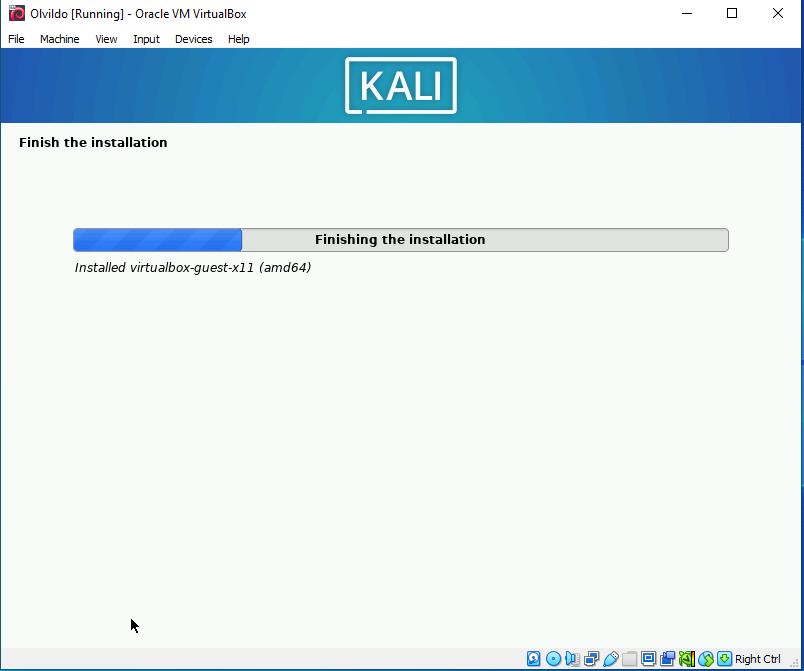 Olvildo [Running] - Oracle VM VirtualBox
File Machine View Input Devices Help
KALI
Finish the installation
Finishing the installation
Installed virtualbox-guest-x11 (amd64)
Right Ctrl